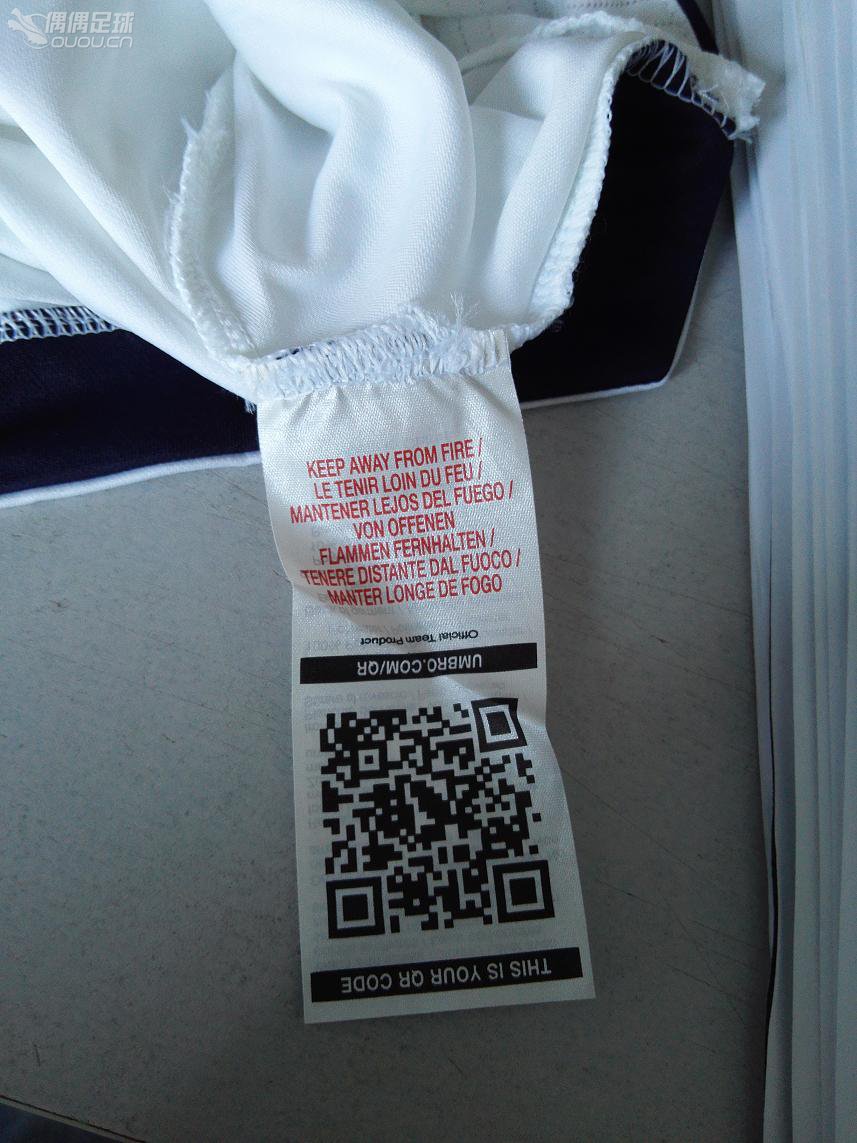 偶偶足球
OUOU.CN
KEEP AWAY FROM FIRE /
LE TENIR LOIN DU FEU /
MANTENER LEJOS DEL FUEGO /
VON OFFENEN
FLAMMEN FERNHALTEN /
TENERE DISTANTE DAL FUOCO /
MANTER LONGE DE FOGO
Official Team Product
UMBRO.COM/QR
THIS IS YOUR QR CODE